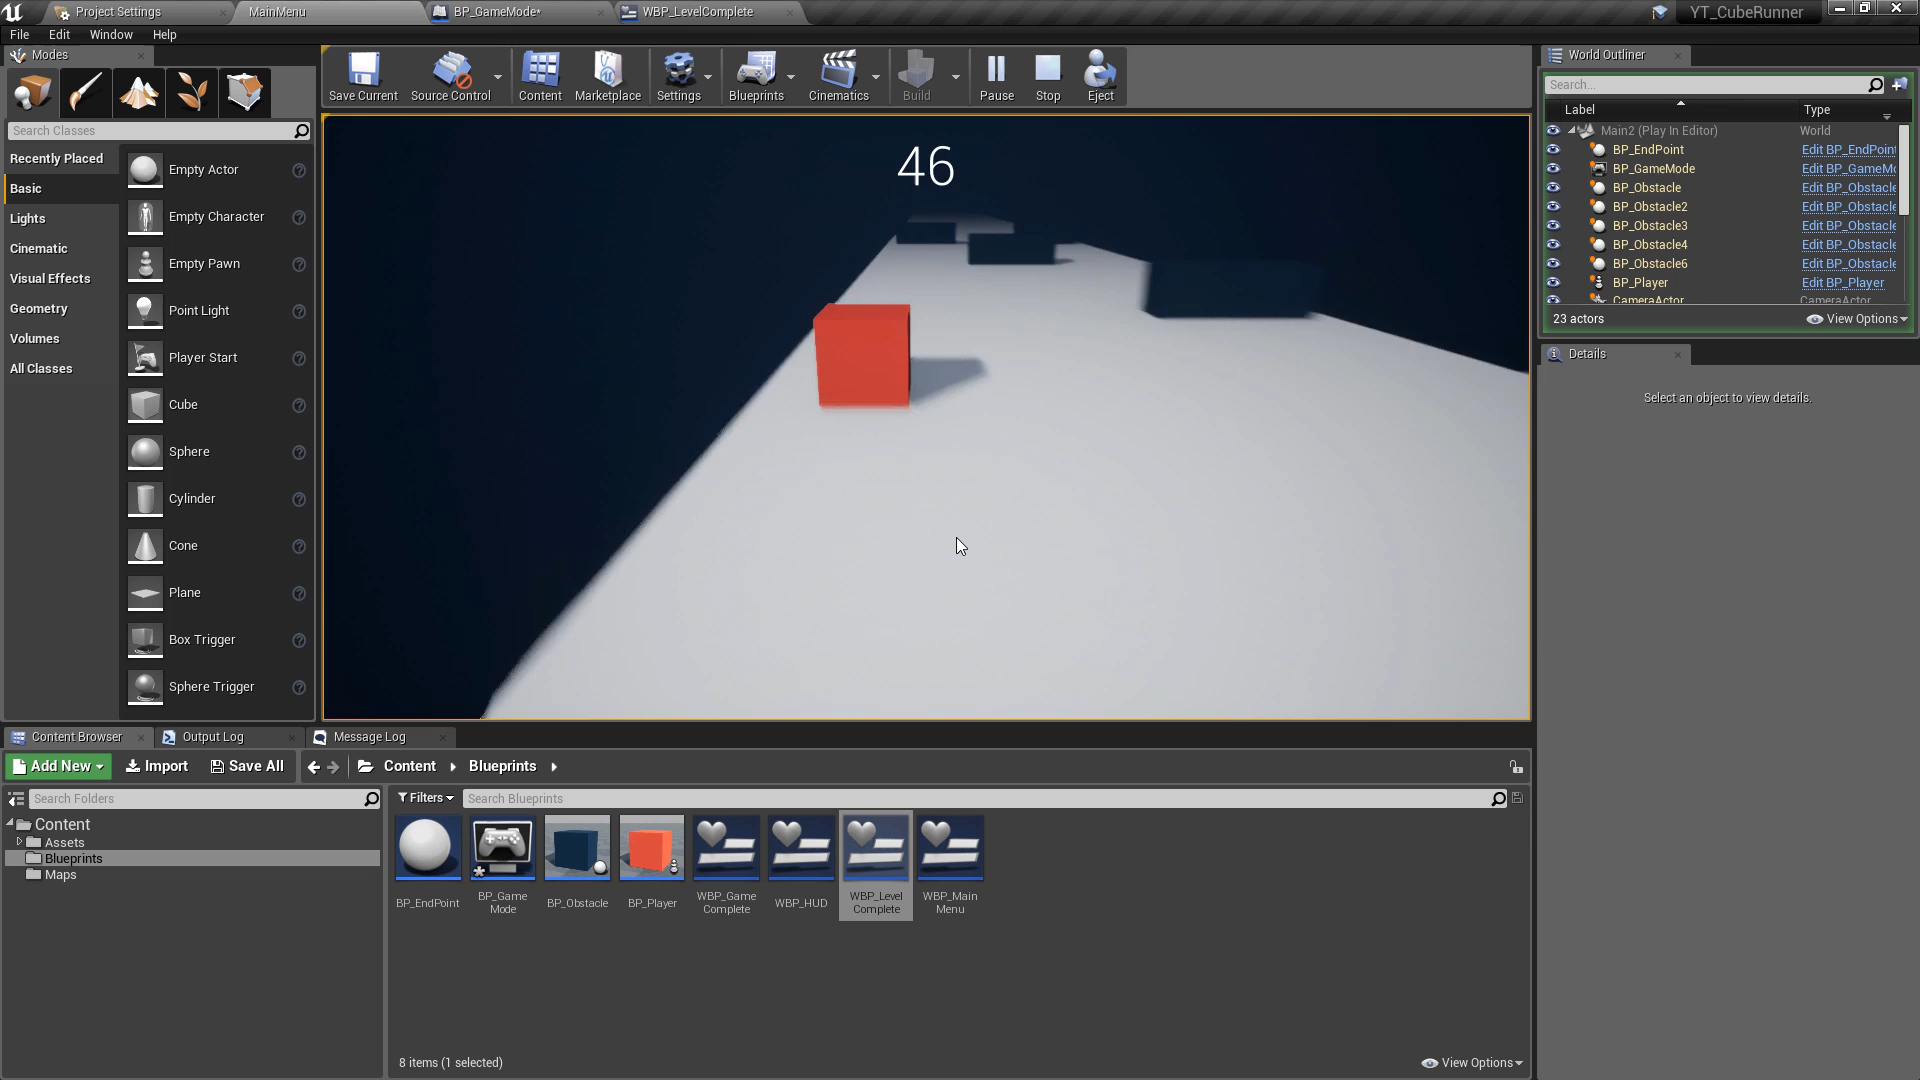 Project Settings
MainMenu
BP_GameMode*
WBP_LevelComplete
YT_CubeRunner
File
Edit
Window
Help
Modes
Search Classes
Recently Placed
Basic
Lights
Cinematic
Visual Effects
Geometry
Volumes
All Classes
Empty Actor
Empty Character
Empty Pawn
Point Light
Player Start
Cube
Sphere
Cylinder
Cone
Plane
Box Trigger
Sphere Trigger
Save Current
Source Control
Content
Marketplace
Settings
Blueprints
Cinematics
Build
Pause
Stop
Eject
46
World Outliner
Search...
Label
Type
Main2 (Play In Editor)
World
BP_EndPoint
Edit BP_EndPoint
BP_GameMode
Edit BP_GameMo
BP_Obstacle
Edit BP_Obstacle
BP_Obstacle2
Edit BP_Obstacle
BP_Obstacle3
Edit BP_Obstacle
BP_Obstacle4
Edit BP_Obstacle
BP_Obstacle6
Edit BP_Obstacle
BP_Player
Edit BP_Player
CameraActor
CameraActor
23 actors
View Options
Details
Select an object to view details.
Content Browser
Output Log
Message Log
Add New
Import
Save All
Content
Blueprints
Search Folders
Content
Assets
Blueprints
Maps
Filters
Search Blueprints
BP_EndPoint
BP_Game
Mode
BP_Obstacle
BP_Player
WBP_Game
Complete
WBP_HUD
WBP_Level
Complete
WBP_Main
Menu
8 items (1 selected)
View Options